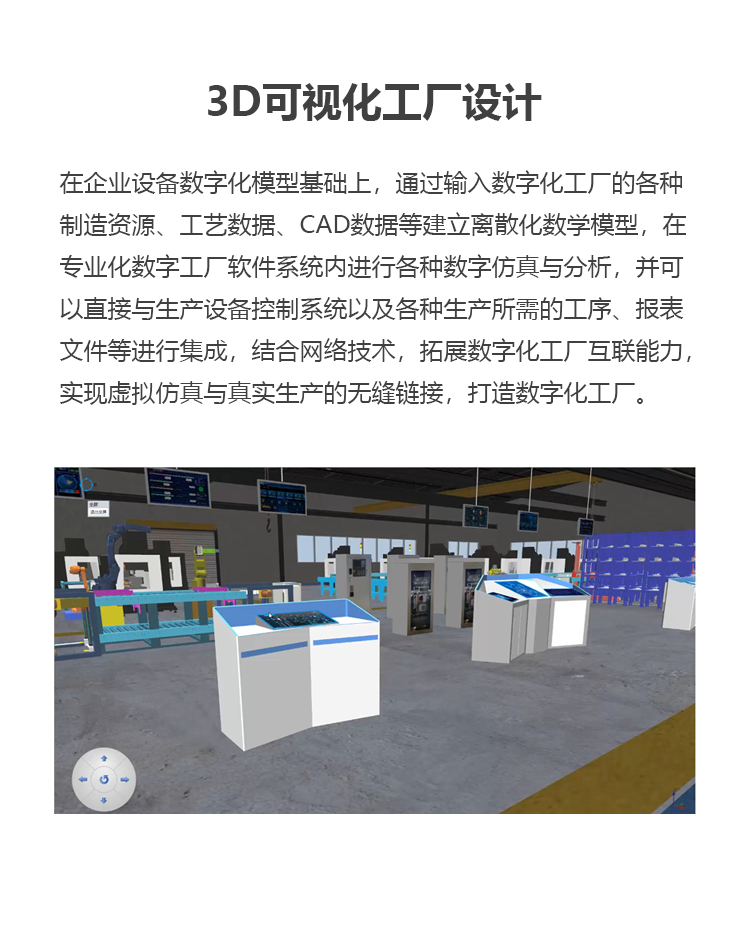 3D可视化工厂设计
在企业设备数字化模型基础上，通过输入数字化工厂的各种
制造资源、工艺数据、CAD数据等建立离散化数学模型，在
专业化数字工厂软件系统内进行各种数字仿真与分析，并可
以直接与生产设备控制系统以及各种生产所需的工序、报表
文件等进行集成，结合网络技术，拓展数字化工厂互联能力，
实现虚拟仿真与真实生产的无缝链接，打造数字化工厂。